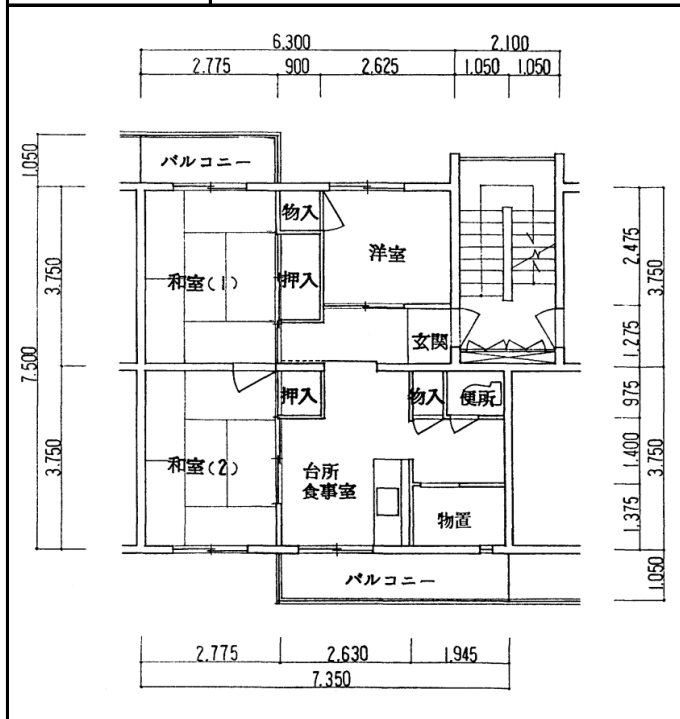 6.300
2.100
2.775
900
2.625
1.050
1.050
1.050
バルコニー
物入
洋室
2.475
和室(1)
押入
3.750
3.750
玄関
1.275
7.500
押入
物入
便所
975
和室(2)
台所
食事室
3.750
1.400
3.750
物置
1.375
バルコニー
1.050
2.775
2.630
1.945
7.350